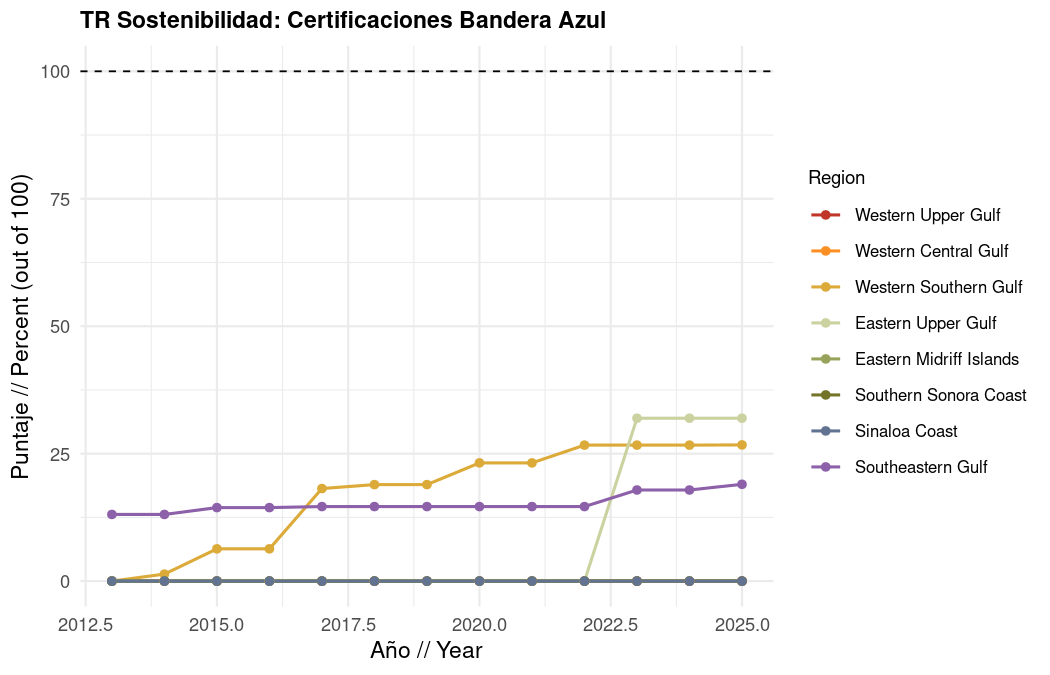 TR Sostenibilidad: Certificaciones Bandera Azul
Puntaje // Percent (out of 100)
100
75
50
25
0
2012.5
2015.0
2017.5
2020.0
2022.5
2025.0
Año // Year
Region
Western Upper Gulf
Western Central Gulf
Western Southern Gulf
Eastern Upper Gulf
Eastern Midriff Islands
Southern Sonora Coast
Sinaloa Coast
Southeastern Gulf